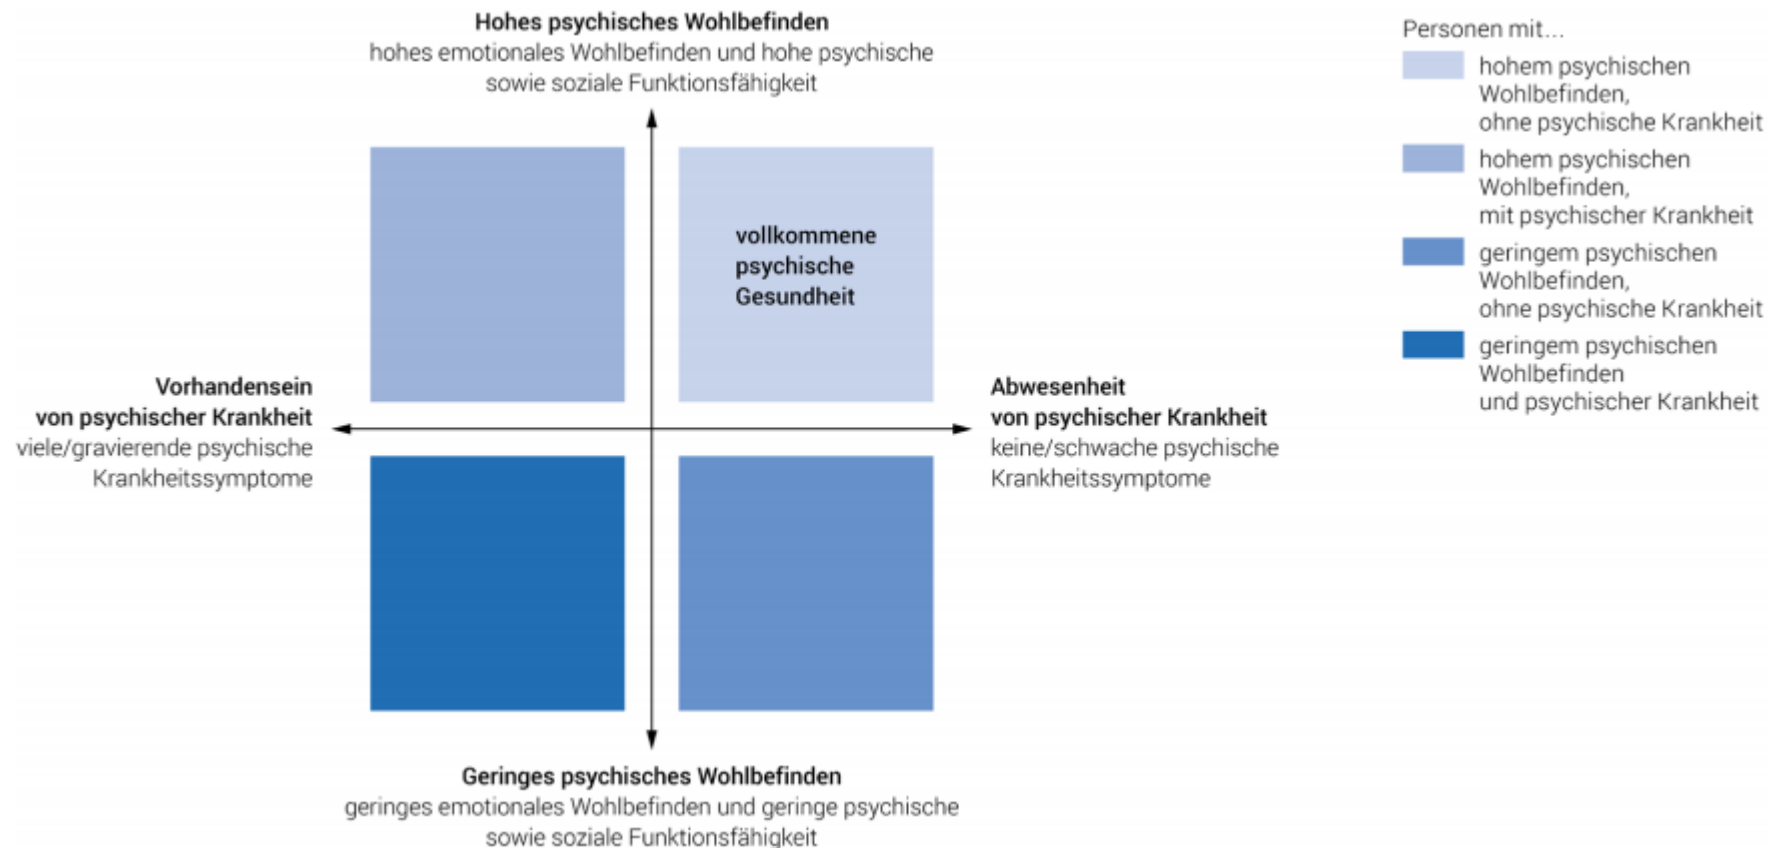 Hohes psychisches Wohlbefinden
hohes emotionales Wohlbefinden und hohe psychische
sowie soziale Funktionsfähigkeit
vollkommene
psychische
Gesundheit
Vorhandensein
von psychischer Krankheit
viele/gravierende psychische
Krankheitssymptome
Abwesenheit
von psychischer Krankheit
keine/schwache psychische
Krankheitssymptome
Geringes psychisches Wohlbefinden
geringes emotionales Wohlbefinden und geringe psychische
sowie soziale Funktionsfähigkeit
Personen mit...
hohem psychischen
Wohlbefinden,
ohne psychische Krankheit
hohem psychischen
Wohlbefinden,
mit psychischer Krankheit
geringem psychischen
Wohlbefinden,
ohne psychische Krankheit
geringem psychischen
Wohlbefinden
und psychischer Krankheit